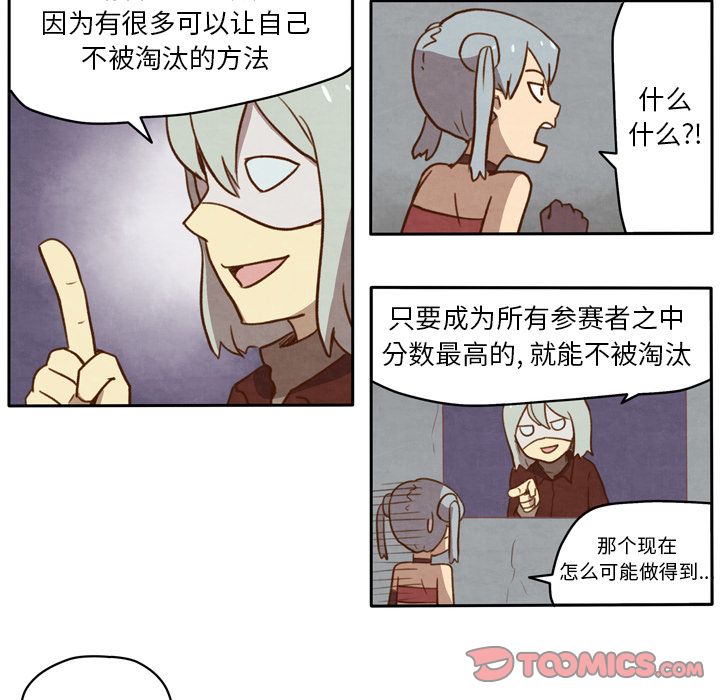 因为有很多可以让自己
不被淘汰的方法
什么
什么?!
只要成为所有参赛者之中
分数最高的, 就能不被淘汰
那个现在
怎么可能做得到..
TOOMICS.COM